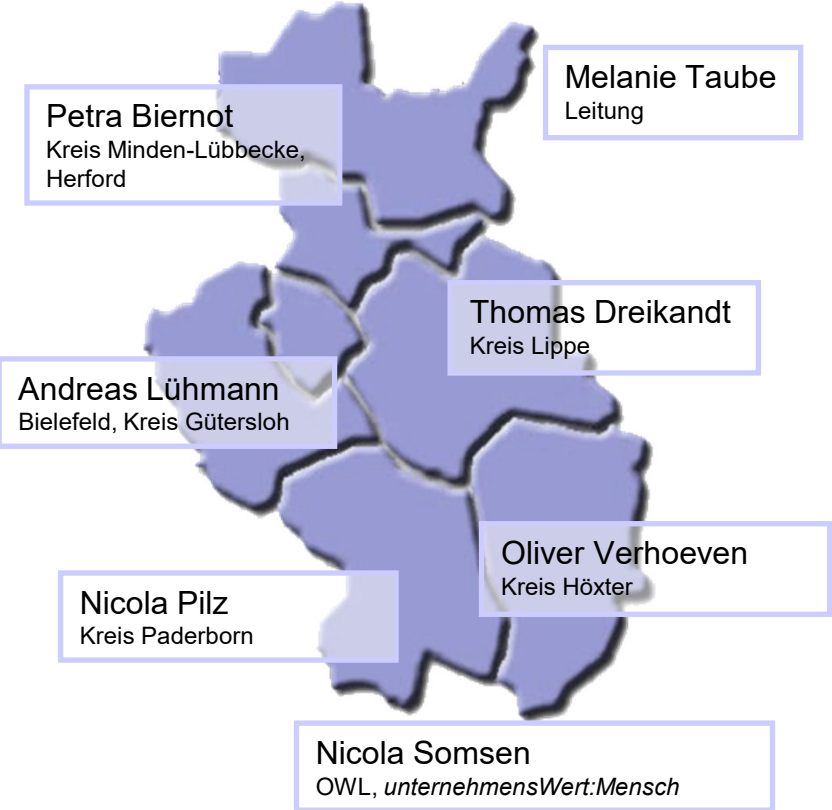 Melanie Taube
Leitung
Petra Biernot
Kreis Minden-Lübbecke,
Herford
Thomas Dreikandt
Kreis Lippe
Andreas Lühmann
Bielefeld, Kreis Gütersloh
Oliver Verhoeven
Kreis Höxter
Nicola Pilz
Kreis Paderborn
Nicola Somsen
OWL, unternehmensWert:Mensch